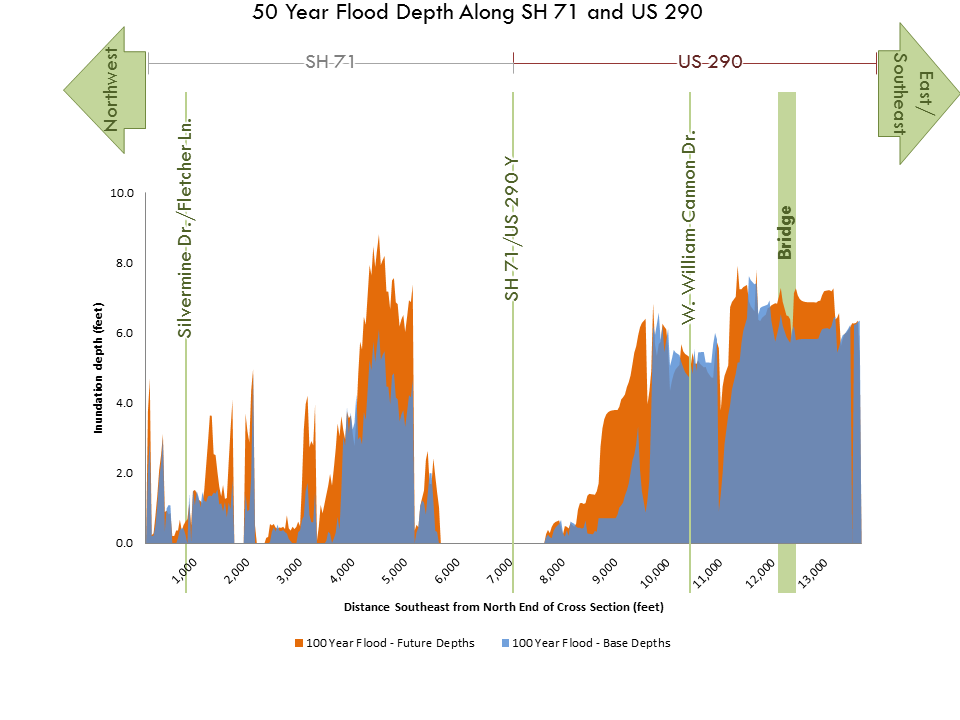 50 Year Flood Depth Along SH 71 and US 290
Northwest
SH 71
US 290
East/
Southeast
Silvermine Dr./Fletcher Ln.
SH 71/US 290 Y
W. William Cannon Dr.
Bridge
10.0
8.0
6.0
4.0
2.0
0.0
Inundation depth (feet)
1,000
2,000
3,000
4,000
5,000
6,000
7,000
8,000
9,000
10,000
11,000
12,000
13,000
Distance Southeast from North End of Cross Section (feet)
100 Year Flood - Future Depths
100 Year Flood - Base Depths